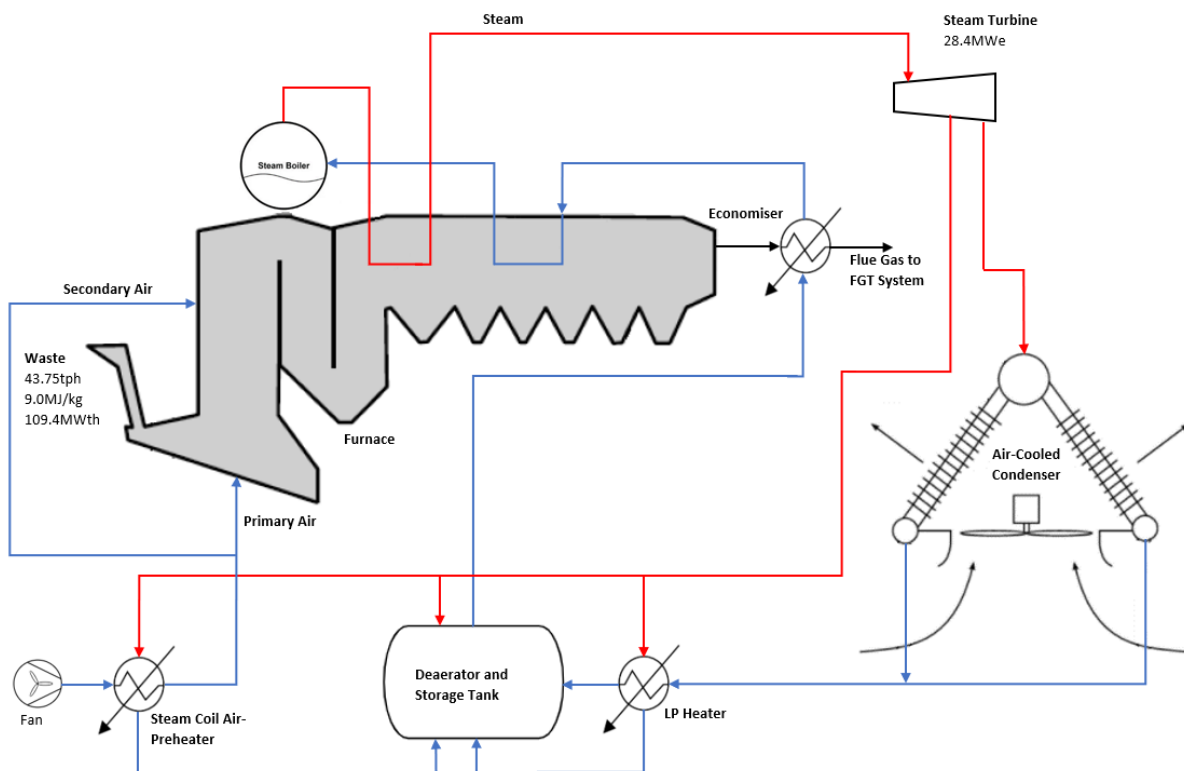 Steam
Steam Turbine
28.4MWe
Steam Boiler
Economiser
Flue Gas to
FGT System
Secondary Air
Waste
43.75tph
9.0MJ/kg
109.4MWth
Furnace
Air-Cooled
Condenser
Primary Air
Deaerator and
Storage Tank
Fan
Steam Coil Air-
Preheater
LP Heater